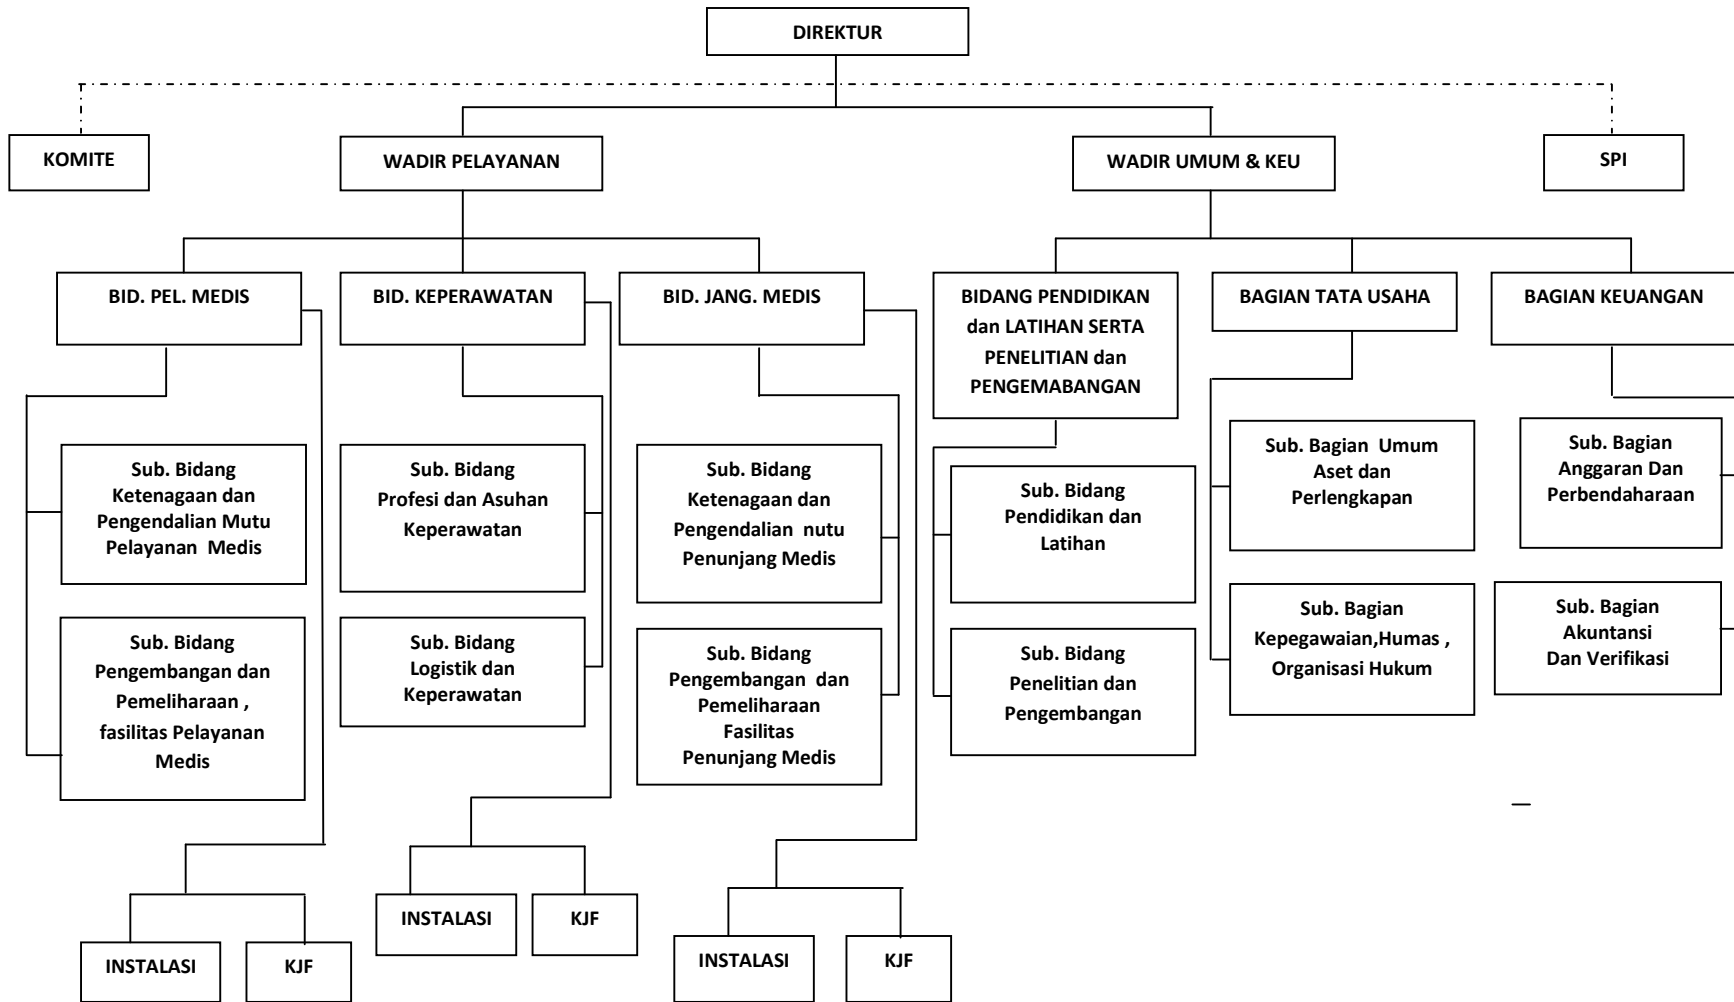 DIREKTUR
KOMITE
WADIR PELAYANAN
WADIR UMUM & KEU
SPI
BID. PEL. MEDIS
BID. KEPERAWATAN
BID. JANG. MEDIS
BIDANG PENDIDIKAN
dan LATIHAN SERTA
PENELITIAN dan
PENGEMABANGAN
BAGIAN TATA USAHA
BAGIAN KEUANGAN
Sub. Bidang
Ketenagaan dan
Pengendalian Mutu
Pelayanan Medis
Sub. Bidang
Profesi dan Asuhan
Keperawatan
Sub. Bidang
Ketenagaan dan
Pengendalian nutu
Penunjang Medis
Sub. Bidang
Pendidikan dan
Latihan
Sub. Bagian Umum
Aset dan
Perlengkapan
Sub. Bagian
Anggaran Dan
Perbendaharaan
Sub. Bidang
Pengembangan dan
Pemeliharaan ,
fasilitas Pelayanan
Medis
Sub. Bidang
Logistik dan
Keperawatan
Sub. Bidang
Pengembangan dan
Pemeliharaan
Fasilitas
Penunjang Medis
Sub. Bidang
Penelitian dan
Pengembangan
Sub. Bagian
Kepegawaian,Humas ,
Organisasi Hukum
Sub. Bagian
Akuntansi
Dan Verifikasi
INSTALASI
KJF
INSTALASI
KJF
INSTALASI
KJF